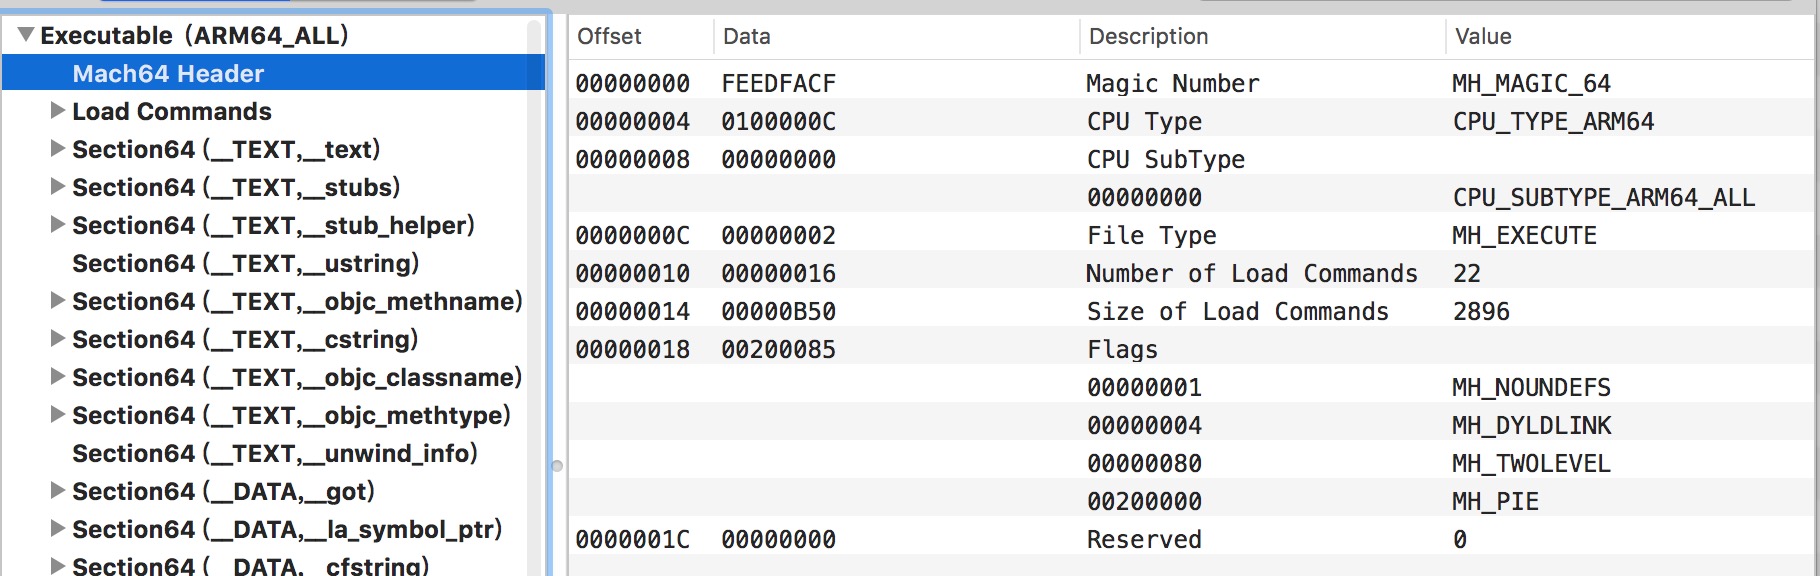 Executable (ARM64_ALL)
Mach64 Header
Load Commands
Section64 (__TEXT,__text)
Section64 (__TEXT,__stubs)
Section64 (__TEXT,__stub_helper)
Section64 (__TEXT,__ustring)
Section64 (__TEXT,__objc_methname)
Section64 (__TEXT,__cstring)
Section64 (__TEXT,__objc_classname)
Section64 (__TEXT,__objc_methtype)
Section64 (__TEXT,__unwind_info)
Section64 (__DATA,__got)
Section64 (__DATA,__la_symbol_ptr)
Section64 (__DATA,__cfstring)
Offset Data Description Value
00000000 FEEDFACF Magic Number MH_MAGIC_64
00000004 0100000C CPU Type CPU_TYPE_ARM64
00000008 00000000 CPU SubType
00000000 CPU_SUBTYPE_ARM64_ALL
0000000C 00000002 File Type MH_EXECUTE
00000010 00000016 Number of Load Commands 22
00000014 00000B50 Size of Load Commands 2896
00000018 00200085 Flags
00000001 MH_NOUNDEFS
00000004 MH_DYLDLINK
00000080 MH_TWOLEVEL
00200000 MH_PIE
0000001C 00000000 Reserved 0